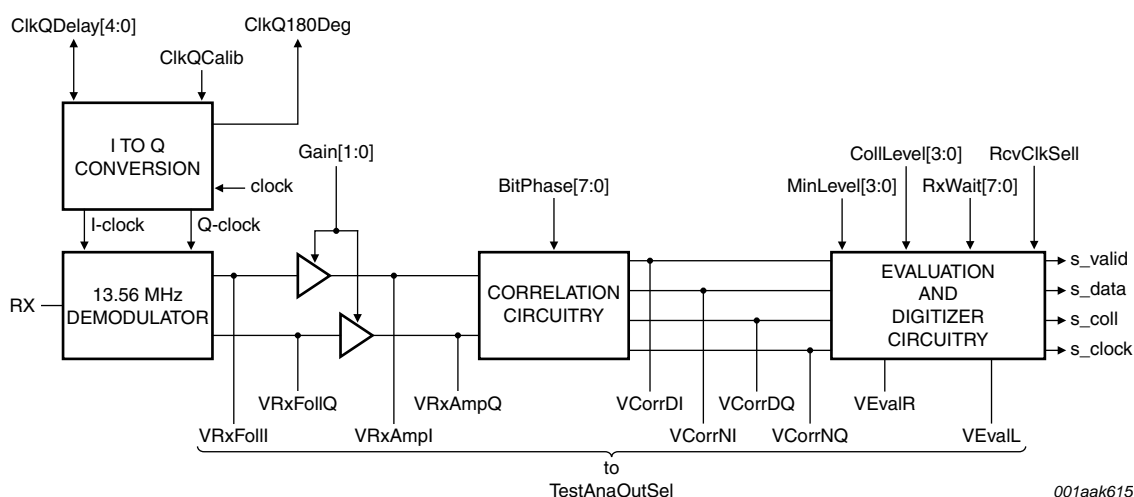 ClkQDelay[4:0]
ClkQ180Deg
ClkQCalib
I TO Q
CONVERSION
clock
I-clock
Q-clock
Gain[1:0]
BitPhase[7:0]
CollLevel[3:0]
RcvClkSell
MinLevel[3:0]
RxWait[7:0]
RX
13.56 MHz
DEMODULATOR
CORRELATION
CIRCUITRY
EVALUATION
AND
DIGITIZER
CIRCUITRY
s_valid
s_data
s_coll
s_clock
VRxFollQ
VRxAmpQ
VCorrDI
VCorrDQ
VEvalR
VRxFollI
VRxAmpI
VCorrNI
VCorrNQ
VEvalL
to
TestAnaOutSel
001aak615